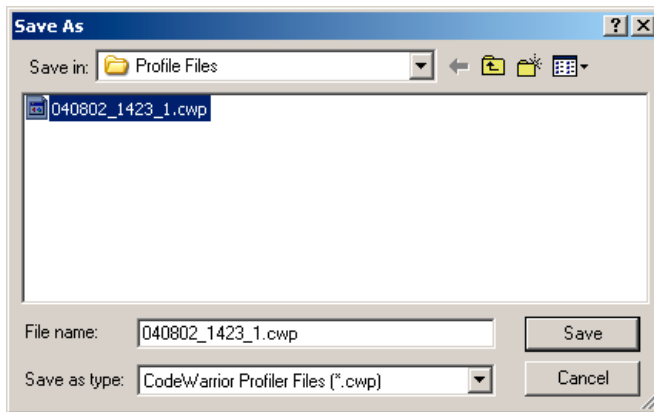 Save As
Save in: Profile Files
040802_1423_1.cwp
File name: 040802_1423_1.cwp Save
Save as type: CodeWarrior Profiler Files (*.cwp) Cancel